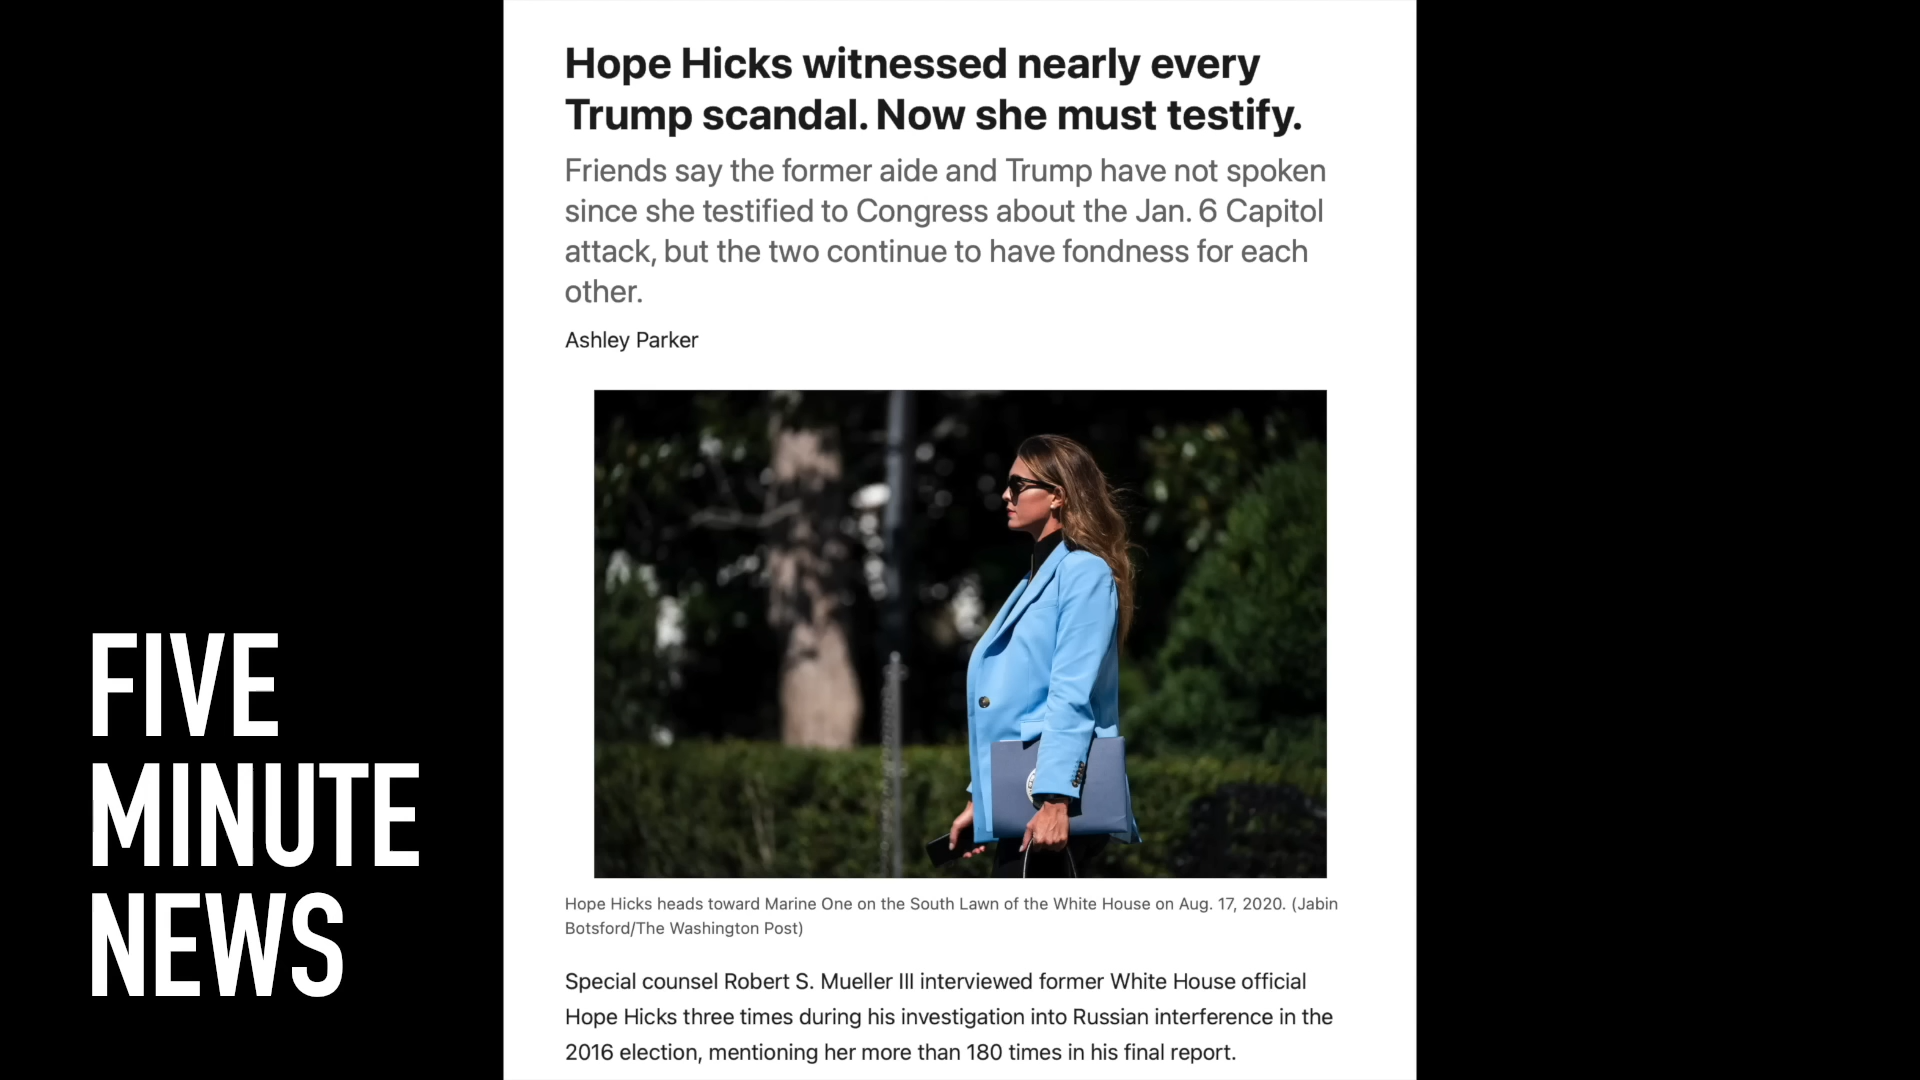 Hope Hicks witnessed nearly every
Trump scandal. Now she must testify.
Friends say the former aide and Trump have not spoken
since she testified to Congress about the Jan. 6 Capitol
attack, but the two continue to have fondness for each
other.
Ashley Parker
Hope Hicks heads toward Marine One on the South Lawn of the White House on Aug. 17, 2020. (Jabin
Botsford/The Washington Post)
Special counsel Robert S. Mueller III interviewed former White House official
Hope Hicks three times during his investigation into Russian interference in the
2016 election, mentioning her more than 180 times in his final report.
FIVE
MINUTE
NEWS